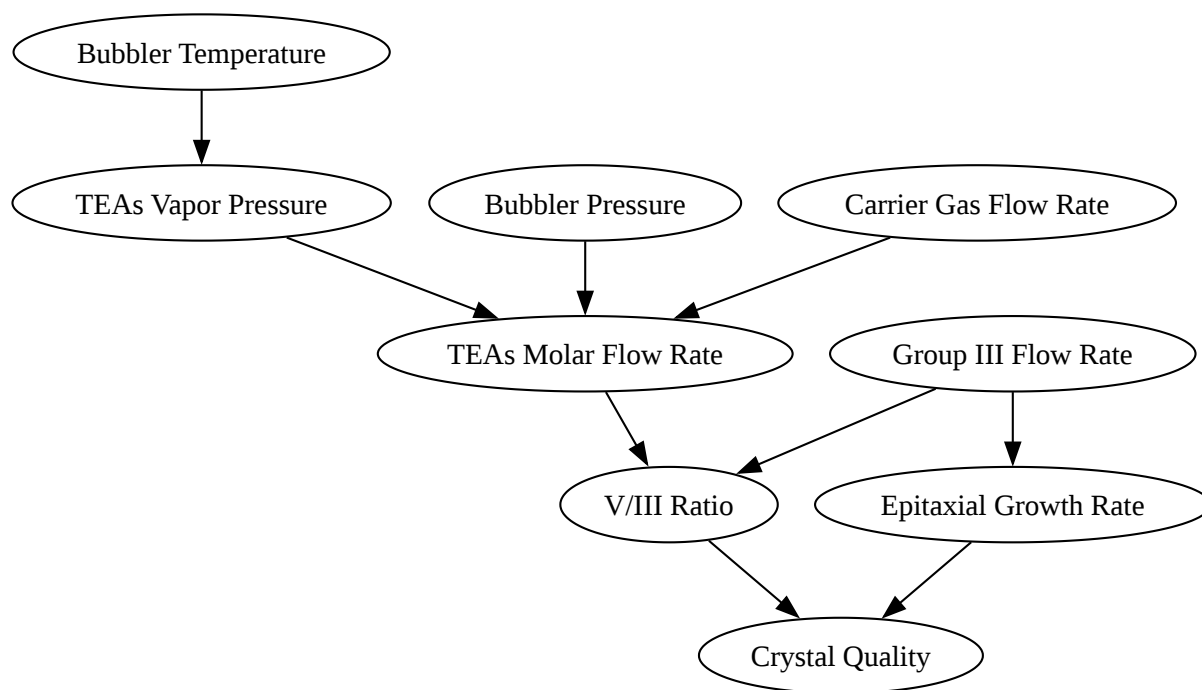 Bubbler Temperature
TEAs Vapor Pressure
Bubbler Pressure
Carrier Gas Flow Rate
TEAs Molar Flow Rate
Group III Flow Rate
V/III Ratio
Epitaxial Growth Rate
Crystal Quality